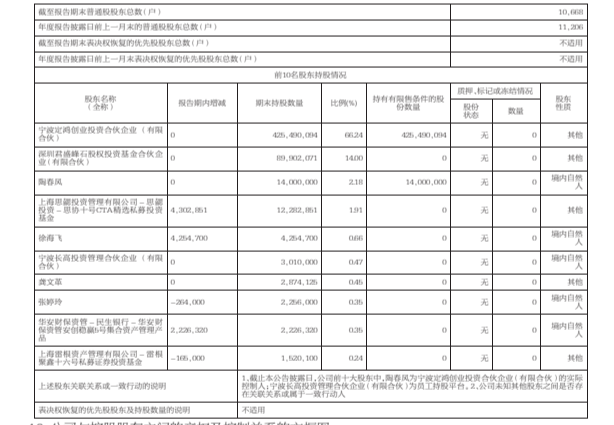 截至报告期末普通股股东总数(户) 10,668
年度报告披露日前上一月末的普通股股东总数(户) 11,206
截至报告期末表决权恢复的优先股股东总数(户) 不适用
年度报告披露日前上一月末表决权恢复的优先股股东总数(户) 不适用
前10名股东持股情况
股东名称
(全称) 报告期内增减 期末持股数量 比例(%) 持有有限售条件的股
份数量 质押、标记或冻结情况 股东
性质
股份
状态 数量
宁波定鸿创业投资合伙企业(有限
合伙) 0 425,490,094 66.24 425,490,094 无 0 其他
深圳君盛峰石股权投资基金合伙企
业(有限合伙) 0 89,902,071 14.00 0 无 0 其他
陶春风 0 14,000,000 2.18 14,000,000 无 0 境内自然
人
上海思勰投资管理有限公司-思勰
投资-思协十号CTA精选私募投资
基金 4,302,851 12,282,851 1.91 0 无 0 其他
徐海飞 4,254,700 4,254,700 0.66 0 无 0 境内自然
人
宁波长高投资管理合伙企业(有限
合伙) 0 3,010,000 0.47 0 无 0 境内自然
人
龚文革 0 2,874,125 0.45 0 无 0 其他
张婷玲 -264,000 2,256,000 0.35 0 无 0 境内自然
人
华安财保资管-民生银行-华安财
保资管安创稳赢5号集合资产管理产
品 2,226,320 2,226,320 0.35 0 无 0 境内自然
人
上海雷根资产管理有限公司-雷根
聚鑫十六号私募证券投资基金 -165,000 1,520,100 0.24 0 无 0 其他
上述股东关联关系或一致行动的说明 1、截止本公告披露日,公司前十大股东中,陶春风为宁波定鸿创业投资合伙企业(有限合伙)的实际
控制人;宁波长高投资管理合伙企业(有限合伙)为员工持股平台。2、公司未知其他股东之间是否存
在关联关系或属于一致行动人
表决权恢复的优先股股东及持股数量的说明 不适用